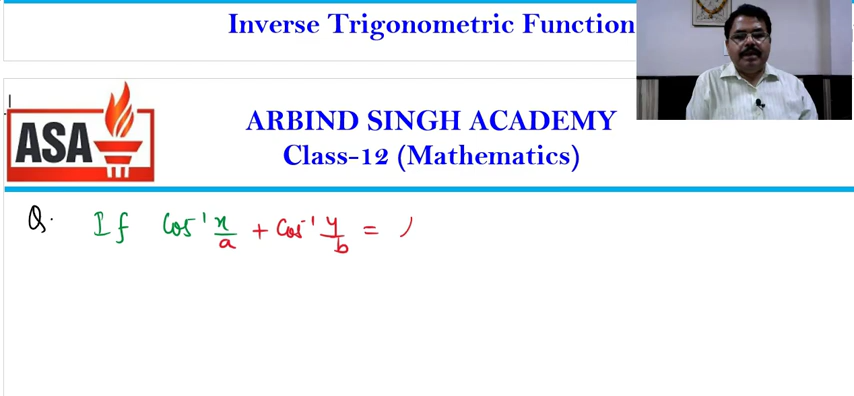 Inverse Trigonometric Function
ASA
ARBIND SINGH ACADEMY
Class-12 (Mathematics)
Q. If Cos⁻¹ x/a + Cos⁻¹ y/b =